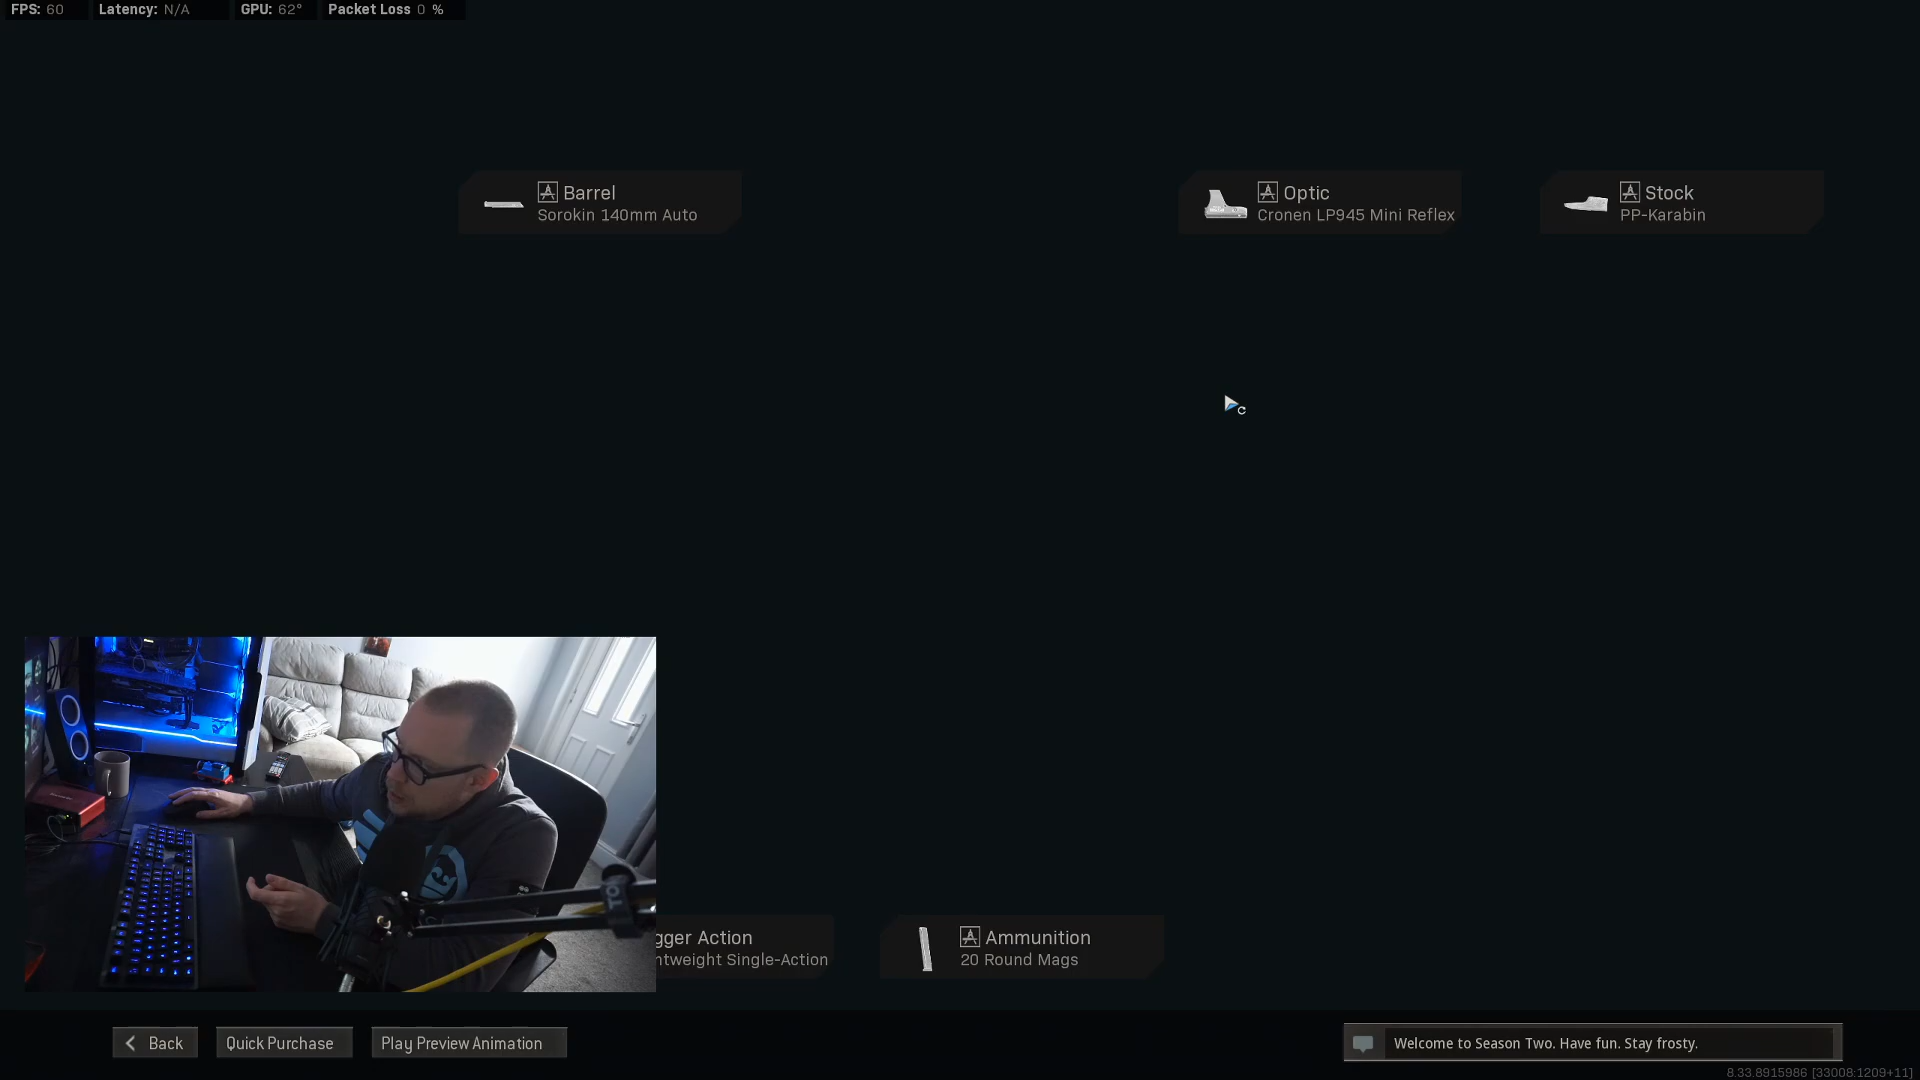 FPS: 60 Latency: N/A GPU: 62° Packet Loss 0 %
Barrel
Sorokin 140mm Auto
Optic
Cronen LP945 Mini Reflex
Stock
PP-Karabin
gger Action
ntweight Single-Action
Ammunition
20 Round Mags
Back
Quick Purchase
Play Preview Animation
Welcome to Season Two. Have fun. Stay frosty.
8.33.8915986 [33008:1209+11]